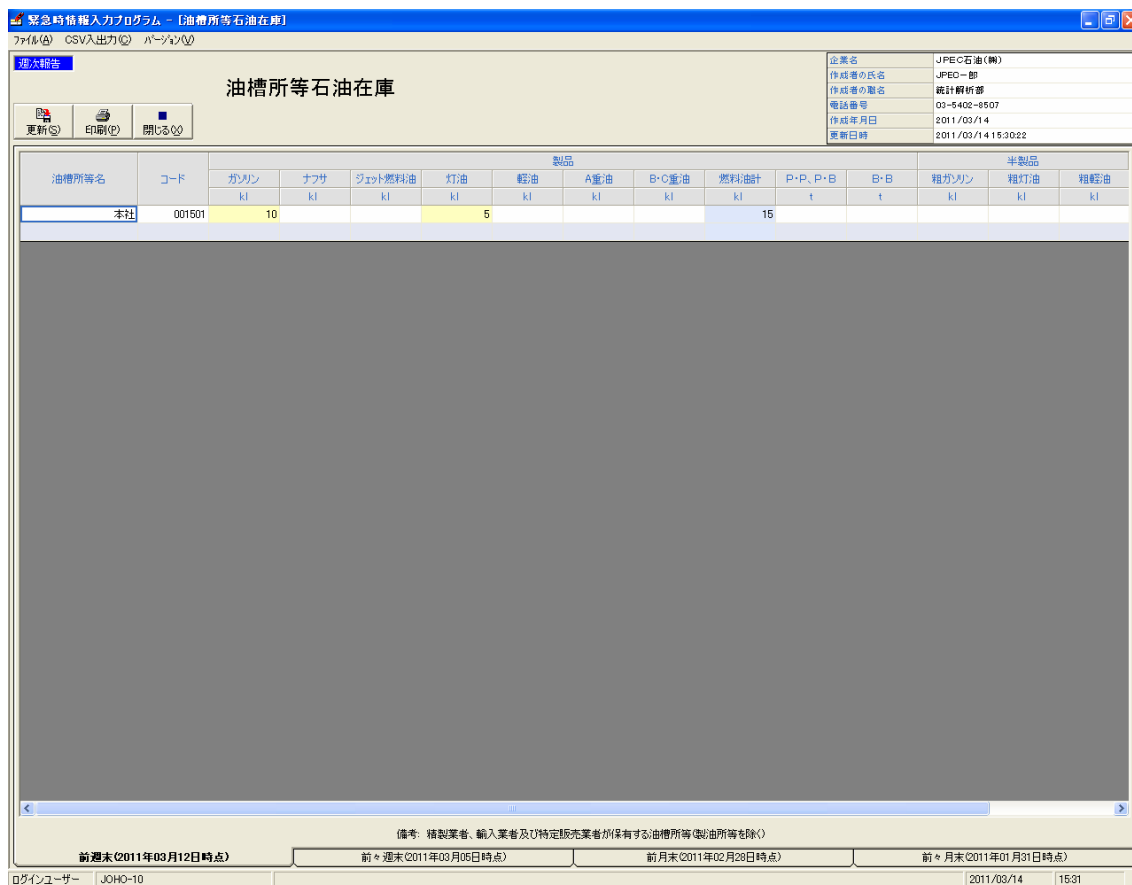 緊急時情報入力プログラム - [油槽所等石油在庫]
ファイル(A) CSV入出力(C) バージョン(V)
週次報告
油槽所等石油在庫
企業名 JPEC石油(㈱)
作成者の氏名 JPEC一郎
作成者の職名 統計解析部
電話番号 03-5402-8507
作成年月日 2011/03/14
更新日時 2011/03/14 15:30:22
更新(S) 印刷(P) 閉じる(X)
油槽所等名 コード 製品 半製品
ガソリン ナフサ ジェット燃料油 灯油 軽油 A重油 B・C重油 燃料油計 P・P、P・B B・B 粗ガソリン 粗灯油 粗軽油
kl kl kl kl kl kl kl kl t t kl kl kl
本社 001501 10 5 15
備考: 精製業者、輸入業者及び特定販売業者が保有する油槽所等(製油所等を除く)
前週末(2011年03月12日時点) 前々週末(2011年03月05日時点) 前月末(2011年02月28日時点) 前々月末(2011年01月31日時点)
ログインユーザー JOHO-10 2011/03/14 15:31